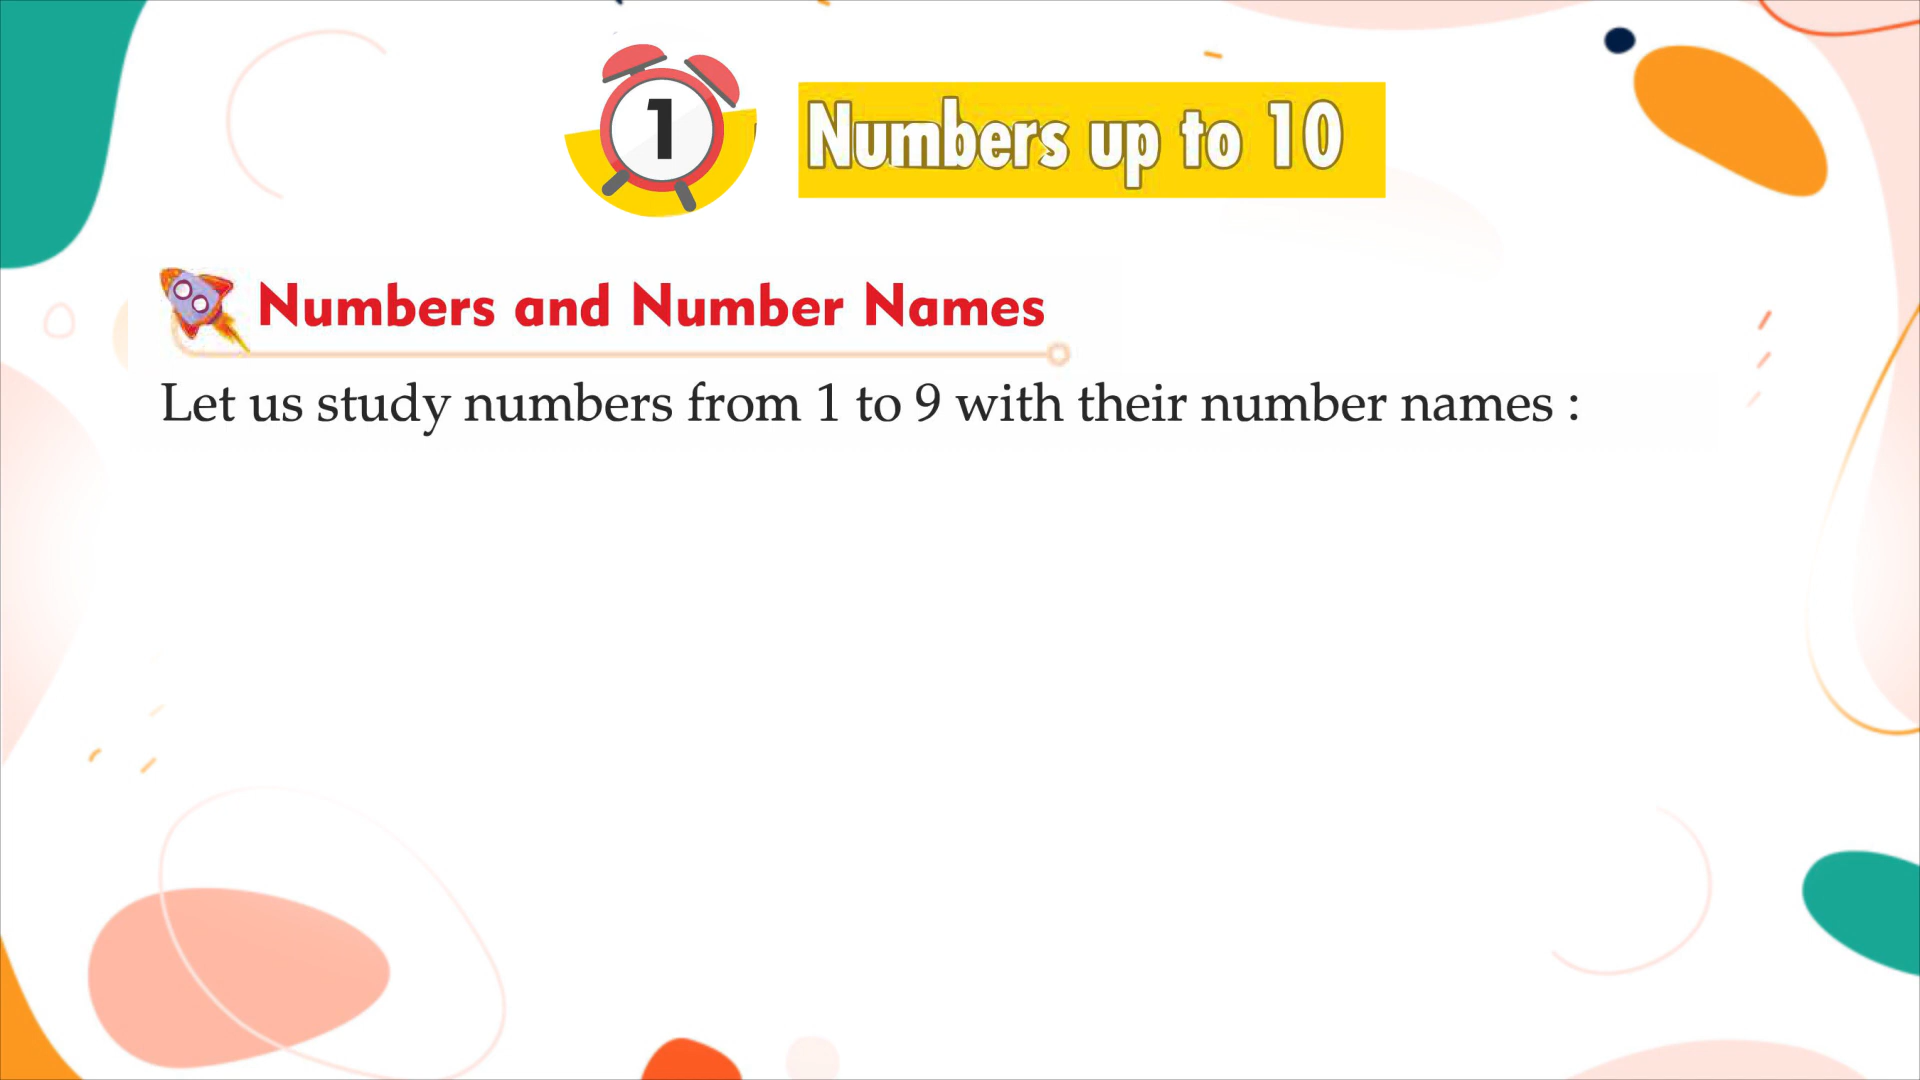 1
Numbers up to 10
Numbers and Number Names
Let us study numbers from 1 to 9 with their number names :